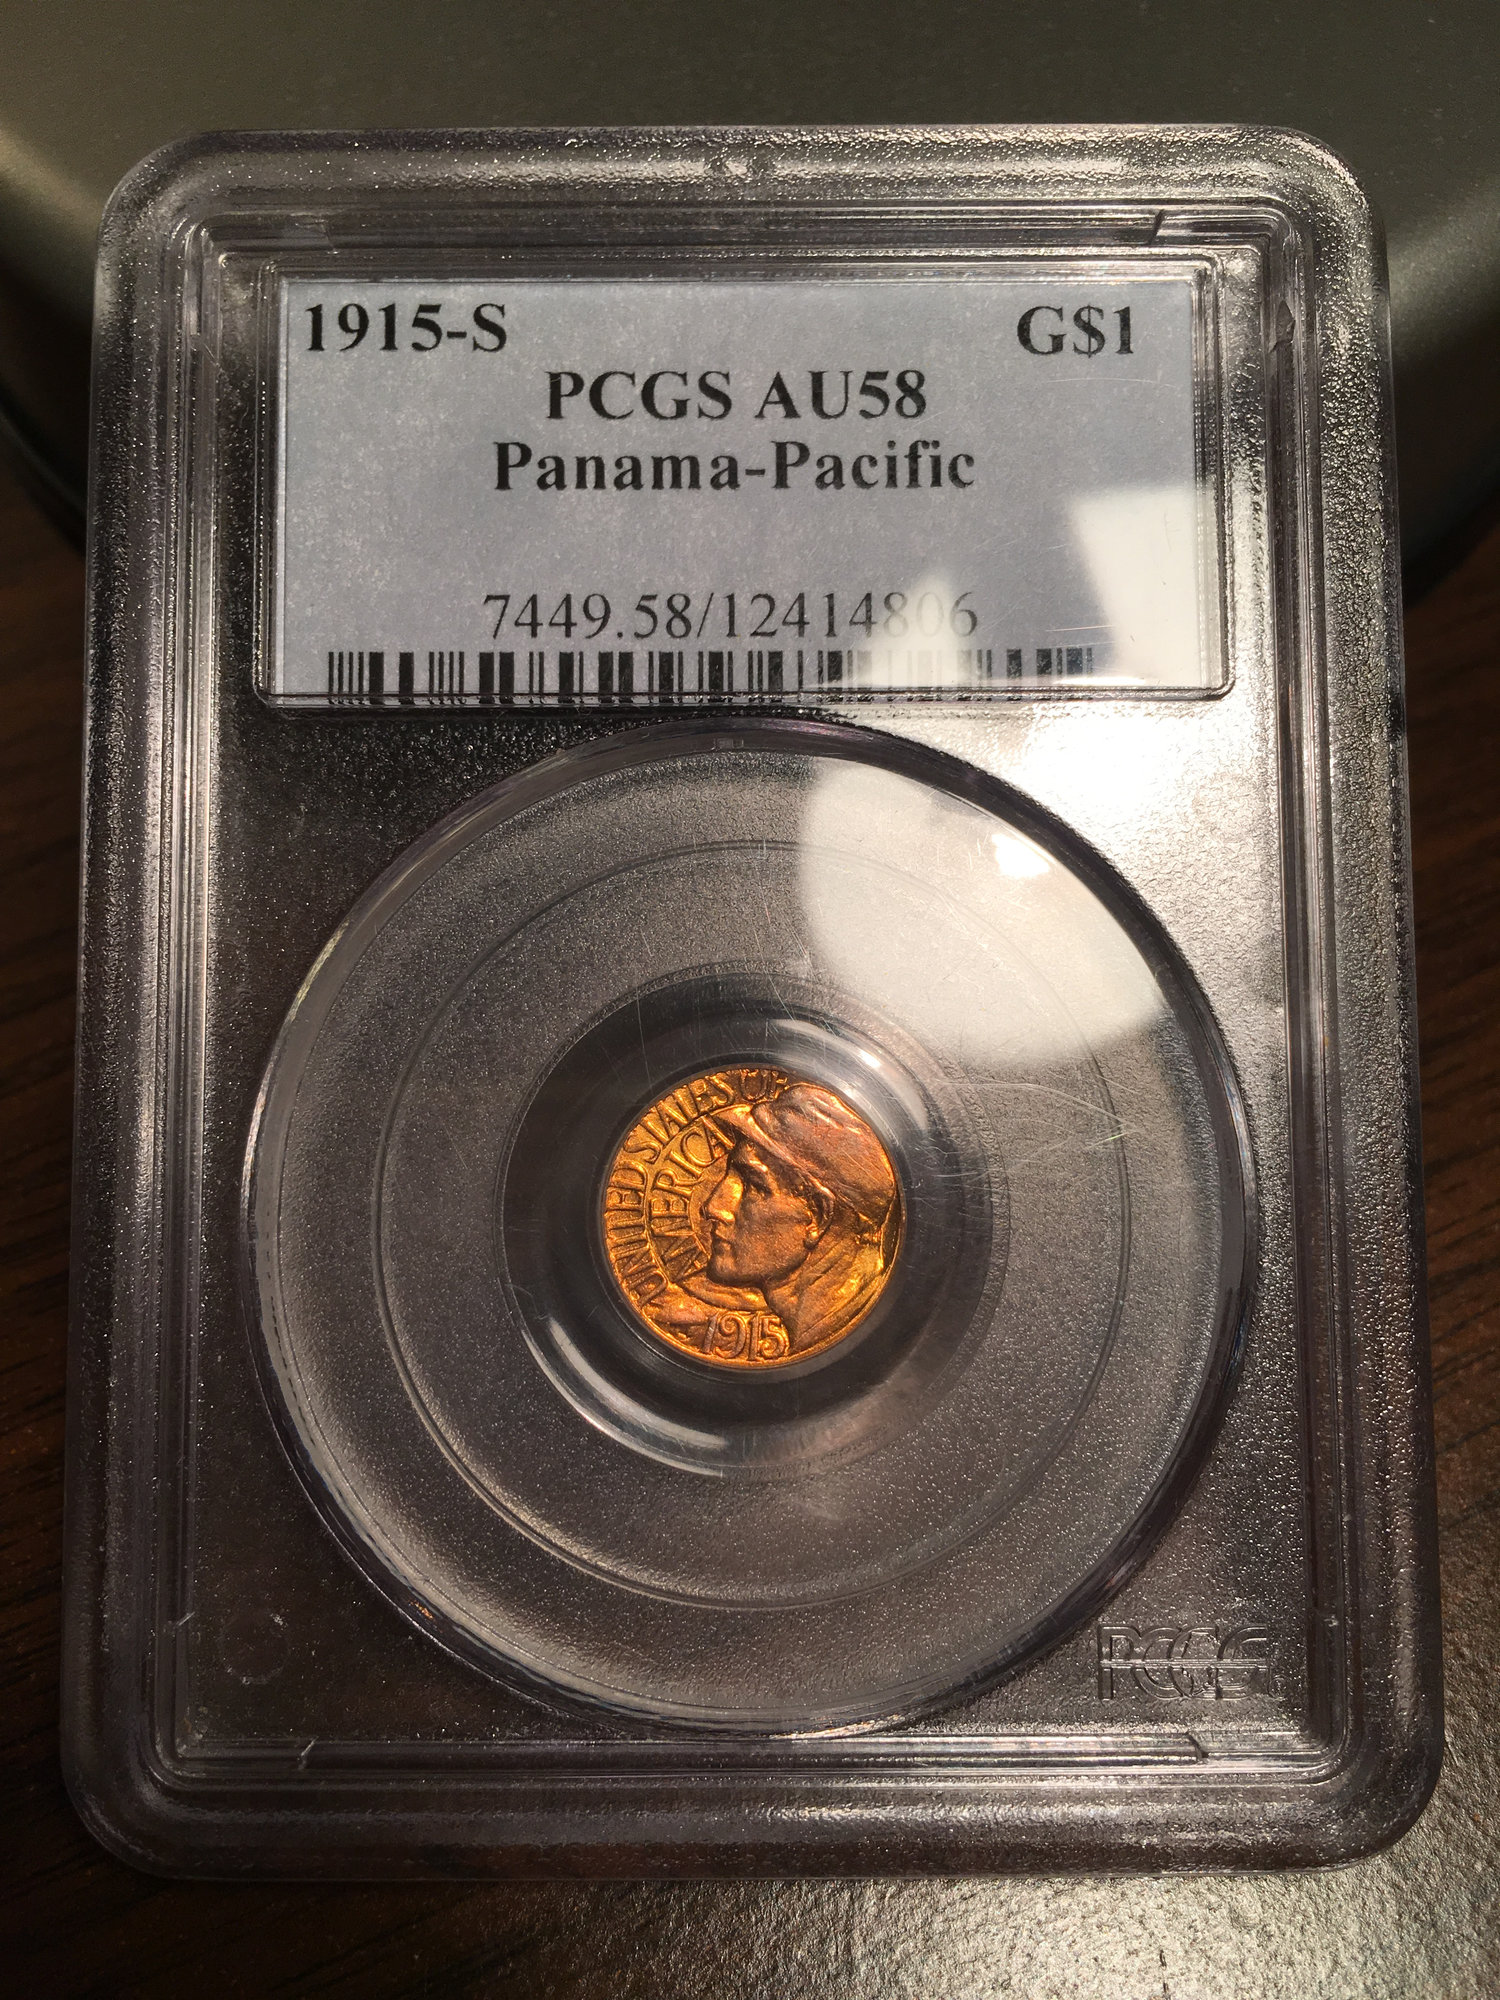 1915-S G$1
PCGS AU58
Panama-Pacific
7449.58/12414806
UNITED STATES OF
AMERICA
1915
PCGS